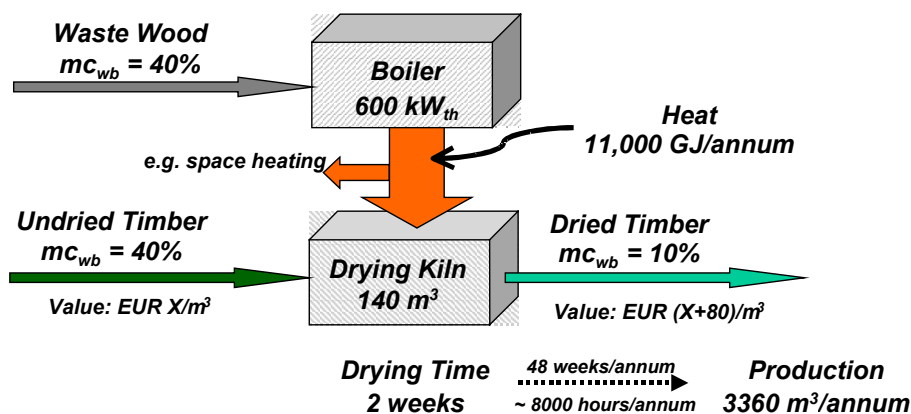 Waste Wood
mc_wb = 40%
Boiler
600 kW_th
Heat
11,000 GJ/annum
e.g. space heating
Undried Timber
mc_wb = 40%
Value: EUR X/m³
Drying Kiln
140 m³
Dried Timber
mc_wb = 10%
Value: EUR (X+80)/m³
Drying Time
2 weeks
48 weeks/annum
~ 8000 hours/annum
Production
3360 m³/annum